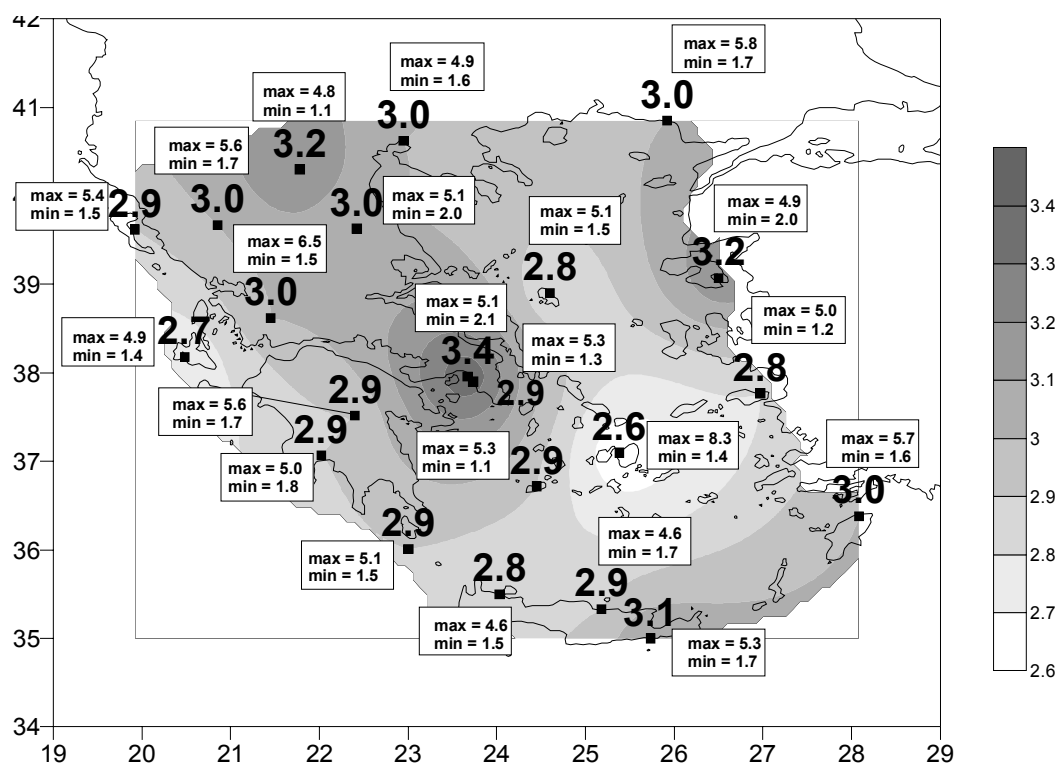 42
max = 5.8
min = 1.7
max = 4.9
min = 1.6
max = 4.8
min = 1.1
41
3.0
3.0
3.2
max = 5.6
min = 1.7
max = 5.4
min = 1.5
2.9
3.0
3.0
max = 5.1
min = 2.0
max = 5.1
min = 1.5
max = 4.9
min = 2.0
max = 6.5
min = 1.5
3.2
2.8
39
3.0
max = 5.1
min = 2.1
max = 5.0
min = 1.2
max = 4.9
min = 1.4
2.7
max = 5.3
min = 1.3
3.4
2.8
38
2.9
2.9
max = 5.6
min = 1.7
2.9
2.6
max = 8.3
min = 1.4
max = 5.7
min = 1.6
max = 5.3
min = 1.1
2.9
37
max = 5.0
min = 1.8
3.0
2.9
max = 4.6
min = 1.7
36
max = 5.1
min = 1.5
2.8
2.9
3.1
max = 4.6
min = 1.5
35
max = 5.3
min = 1.7
34
19
20
21
22
23
24
25
26
27
28
29
3.4
3.3
3.2
3.1
3
2.9
2.8
2.7
2.6